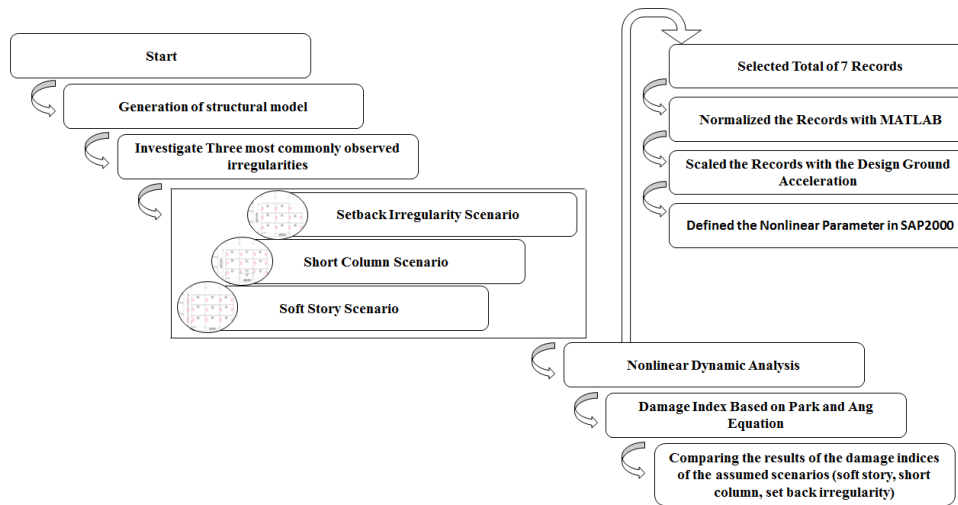 Start
Generation of structural model
Investigate Three most commonly observed
irregularities
Setback Irregularity Scenario
Short Column Scenario
Soft Story Scenario
Nonlinear Dynamic Analysis
Damage Index Based on Park and Ang
Equation
Comparing the results of the damage indices
of the assumed scenarios (soft story, short
column, set back irregularity)
Selected Total of 7 Records
Normalized the Records with MATLAB
Scaled the Records with the Design Ground
Acceleration
Defined the Nonlinear Parameter in SAP2000